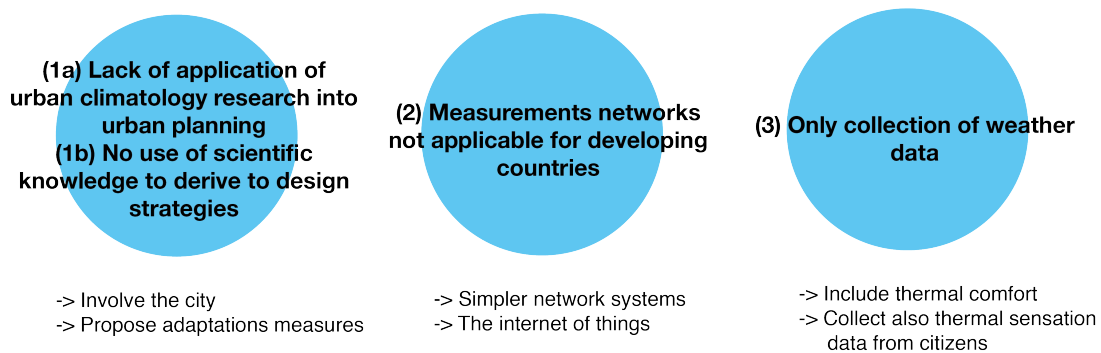 (1a) Lack of application of
urban climatology research into
urban planning
(1b) No use of scientific
knowledge to derive to design
strategies
-> Involve the city
-> Propose adaptations measures
(2) Measurements networks
not applicable for developing
countries
-> Simpler network systems
-> The internet of things
(3) Only collection of weather
data
-> Include thermal comfort
-> Collect also thermal sensation
data from citizens